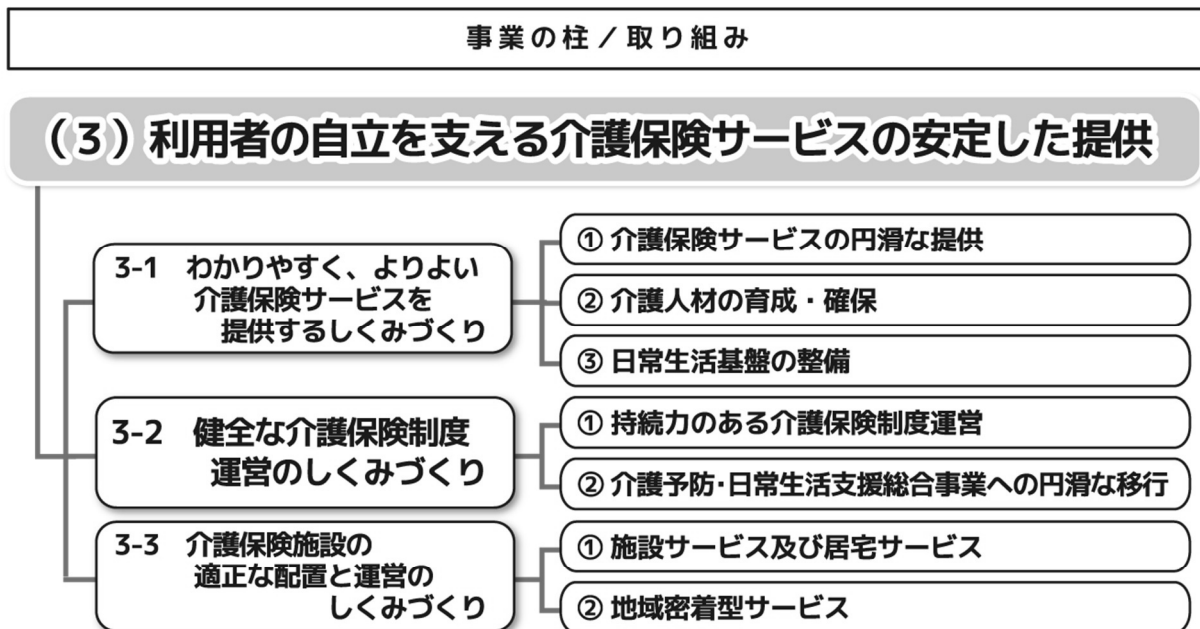 事業の柱／取り組み
（３）利用者の自立を支える介護保険サービスの安定した提供
3-1 わかりやすく、よりよい
介護保険サービスを
提供するしくみづくり
① 介護保険サービスの円滑な提供
② 介護人材の育成・確保
③ 日常生活基盤の整備
3-2 健全な介護保険制度
運営のしくみづくり
① 持続力のある介護保険制度運営
② 介護予防・日常生活支援総合事業への円滑な移行
3-3 介護保険施設の
適正な配置と運営の
しくみづくり
① 施設サービス及び居宅サービス
② 地域密着型サービス